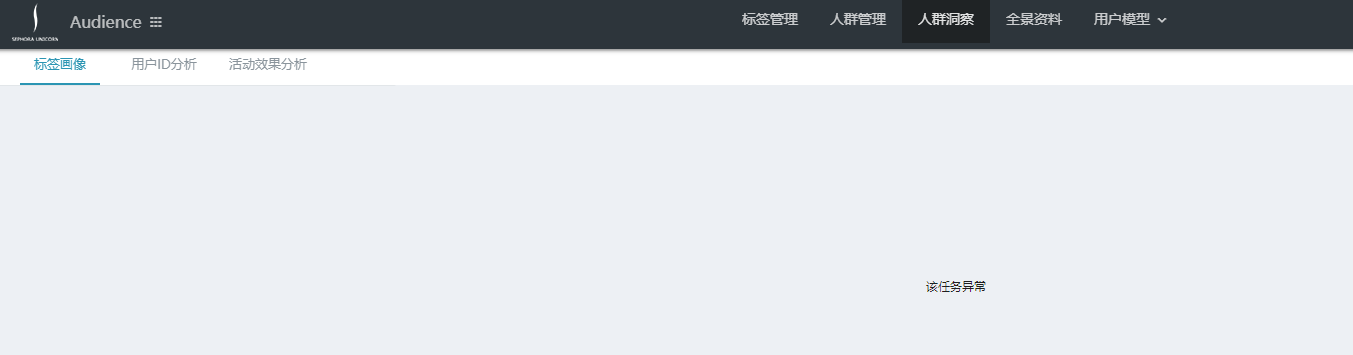 Audience 标签管理 人群管理 人群洞察 全景资料 用户模型
SEPHORA UNICORN
标签画像 用户ID分析 活动效果分析
该任务异常